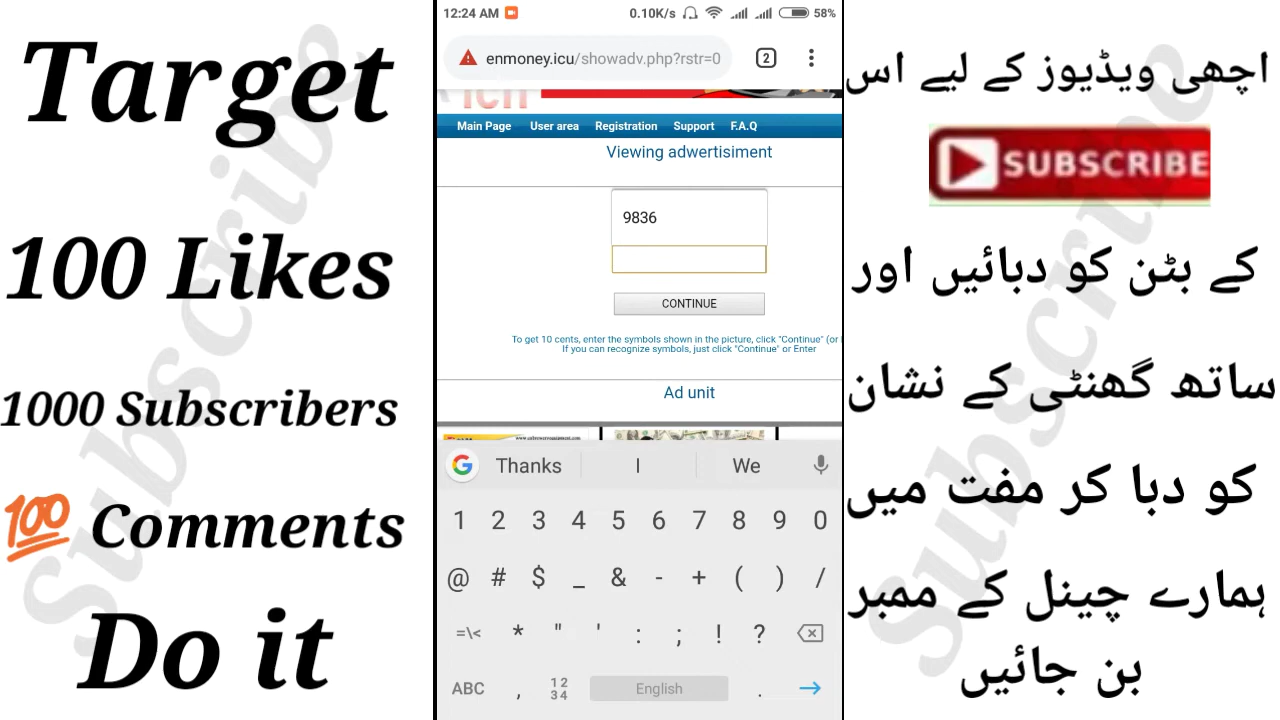 Target
100 Likes
1000 Subscribers
💯 Comments
Do it
Subscribe
12:24 AM 0.10K/s 58%
enmoney.icu/showadv.php?rstr=0 2
Main Page User area Registration Support F.A.Q
Viewing adwertisiment
9836
CONTINUE
To get 10 cents, enter the symbols shown in the picture, click "Continue" (or
If you can recognize symbols, just click "Continue" or Enter
Ad unit
G Thanks I We
1 2 3 4 5 6 7 8 9 0
@ # $ _ & - + ( ) /
=\< * " ' : ; ! ?
ABC , 12 34 English .
اچھی ویڈیوز کے لیے اس
SUBSCRIBE
کے بٹن کو دبائیں اور
ساتھ گھنٹی کے نشان
کو دبا کر مفت میں
ہمارے چینل کے ممبر
بن جائیں
Subscribe